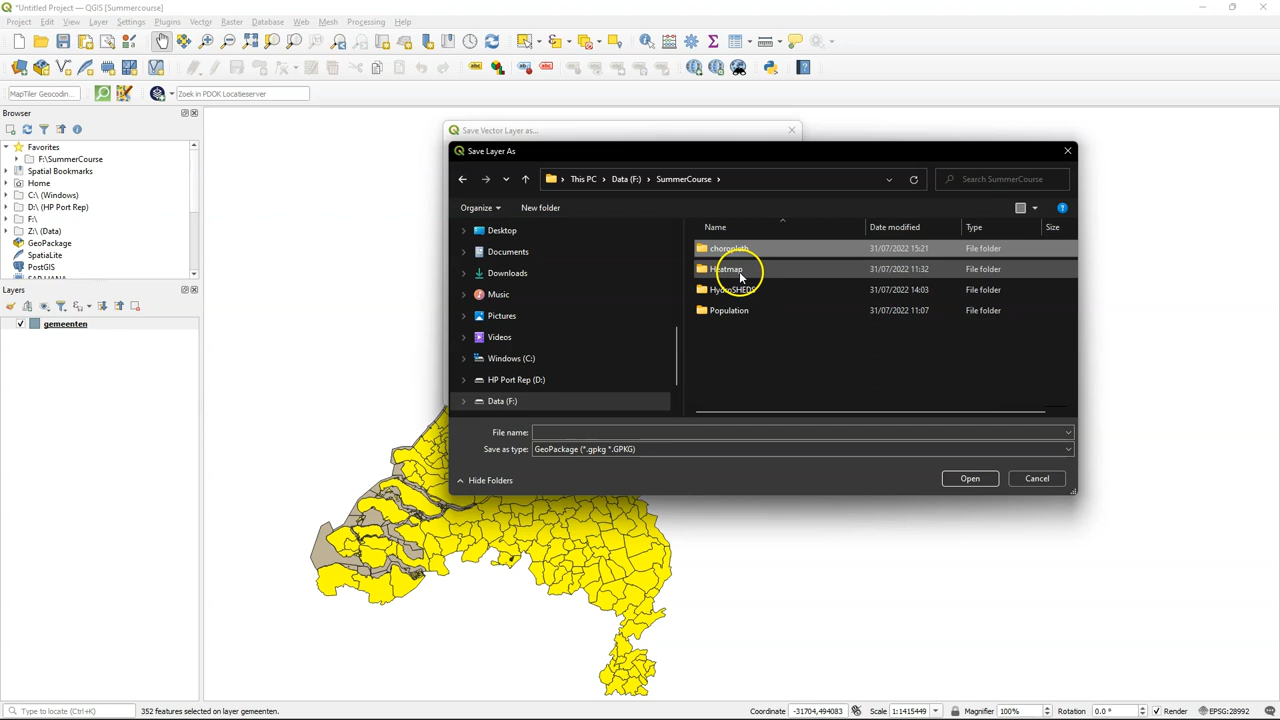 *Untitled Project — QGIS [Summercourse]
Project Edit View Layer Settings Plugins Vector Raster Database Web Mesh Processing Help
MapTiler Geocodin...
Zoek in PDOK Locatieserver
Browser
Favorites
F:\SummerCourse
Spatial Bookmarks
Home
C:\ (Windows)
D:\ (HP Port Rep)
F:\
Z:\ (Data)
GeoPackage
SpatiaLite
PostGIS
SAP HANA
Layers
gemeenten
Save Vector Layer as...
Save Layer As
This PC > Data (F:) > SummerCourse >
Search SummerCourse
Organize New folder
Desktop
Documents
Downloads
Music
Pictures
Videos
Windows (C:)
HP Port Rep (D:)
Data (F:)
Name Date modified Type Size
choropleth 31/07/2022 15:21 File folder
Heatmap 31/07/2022 11:32 File folder
HydroSHEDS 31/07/2022 14:03 File folder
Population 31/07/2022 11:07 File folder
File name:
Save as type: GeoPackage (*.gpkg *.GPKG)
Hide Folders
Open Cancel
Type to locate (Ctrl+K) 352 features selected on layer gemeenten. Coordinate -31704,494083 Scale 1:1415449 Magnifier 100% Rotation 0.0 ° Render EPSG:28992